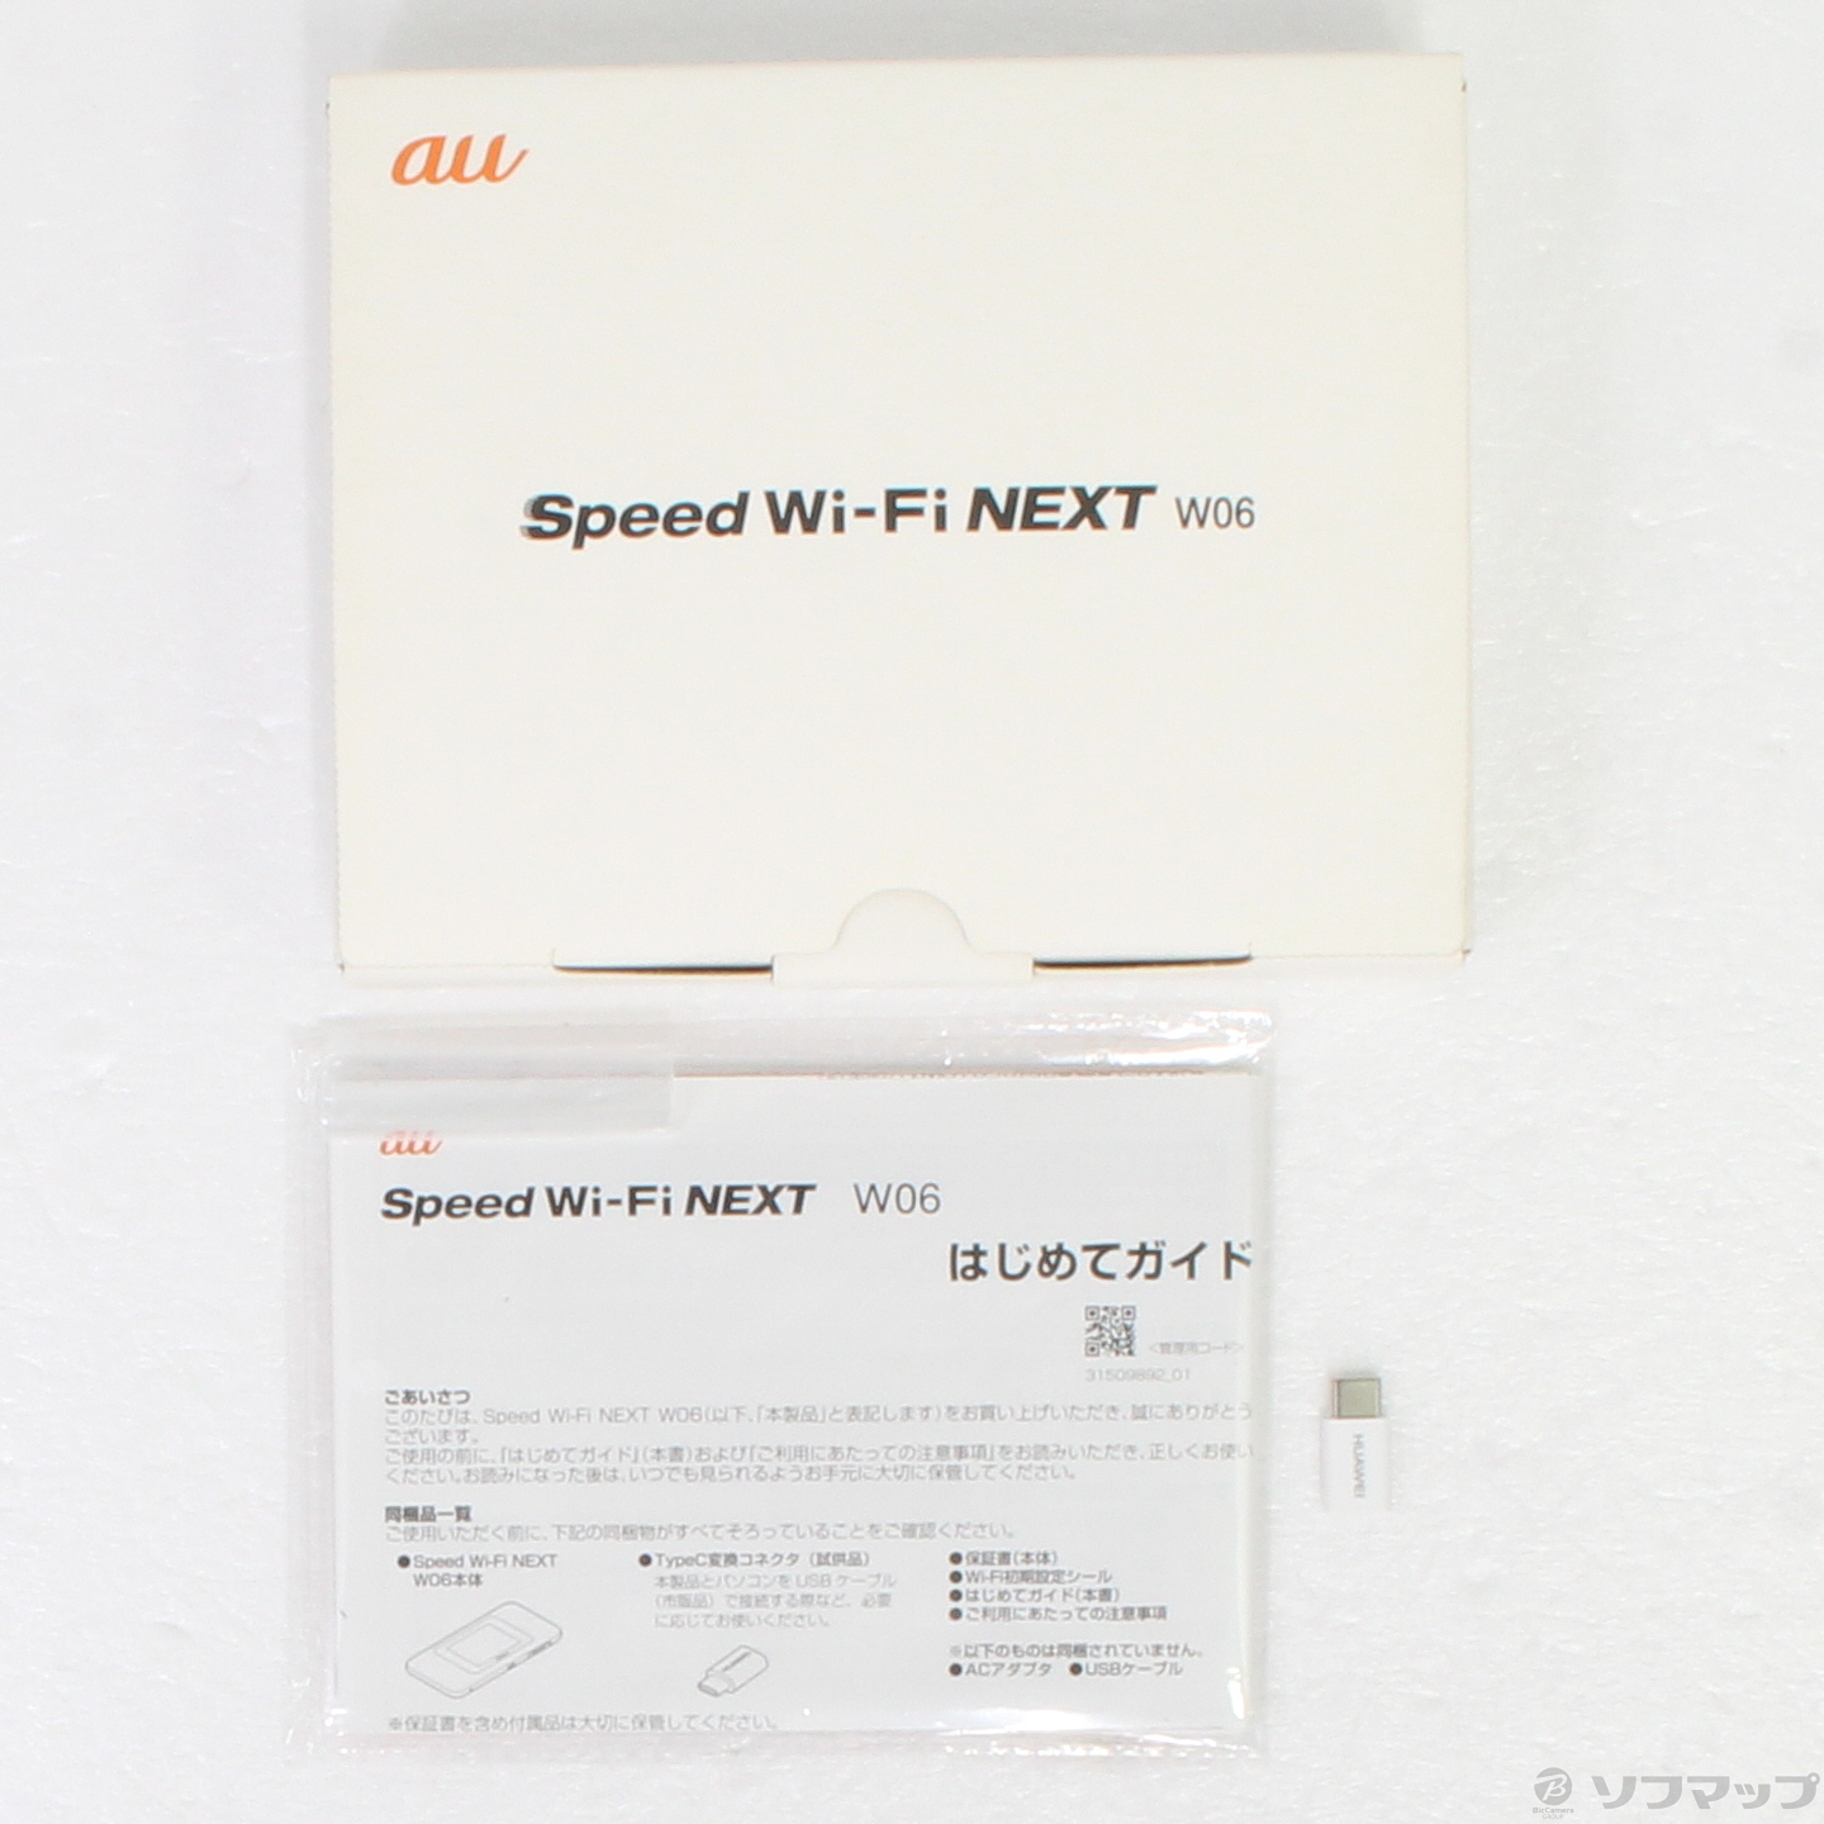 au
Speed Wi-Fi NEXT W06
au
Speed Wi-Fi NEXT W06
はじめてガイド
<管理用コード>
31509892_01
ごあいさつ
このたびは、Speed Wi-Fi NEXT W06(以下、「本製品」と表記します)をお買い上げいただき、誠にありがとう
ございます。
ご使用の前に、「はじめてガイド」(本書)および「ご利用にあたっての注意事項」をお読みいただき、正しくお使い
ください。お読みになった後は、いつでも見られるようお手元に大切に保管してください。
同梱品一覧
ご使用いただく前に、下記の同梱物がすべてそろっていることをご確認ください。
●Speed Wi-Fi NEXT
W06本体
●TypeC変換コネクタ(試供品)
本製品とパソコンをUSBケーブル
(市販品)で接続する際など、必要
に応じてお使いください。
●保証書(本体)
●Wi-Fi初期設定シール
●はじめてガイド(本書)
●ご利用にあたっての注意事項
※以下のものは同梱されていません。
●ACアダプタ ●USBケーブル
※保証書を含め付属品は大切に保管してください。
HUAWEI
B BicCamera GROUP ソフマップ